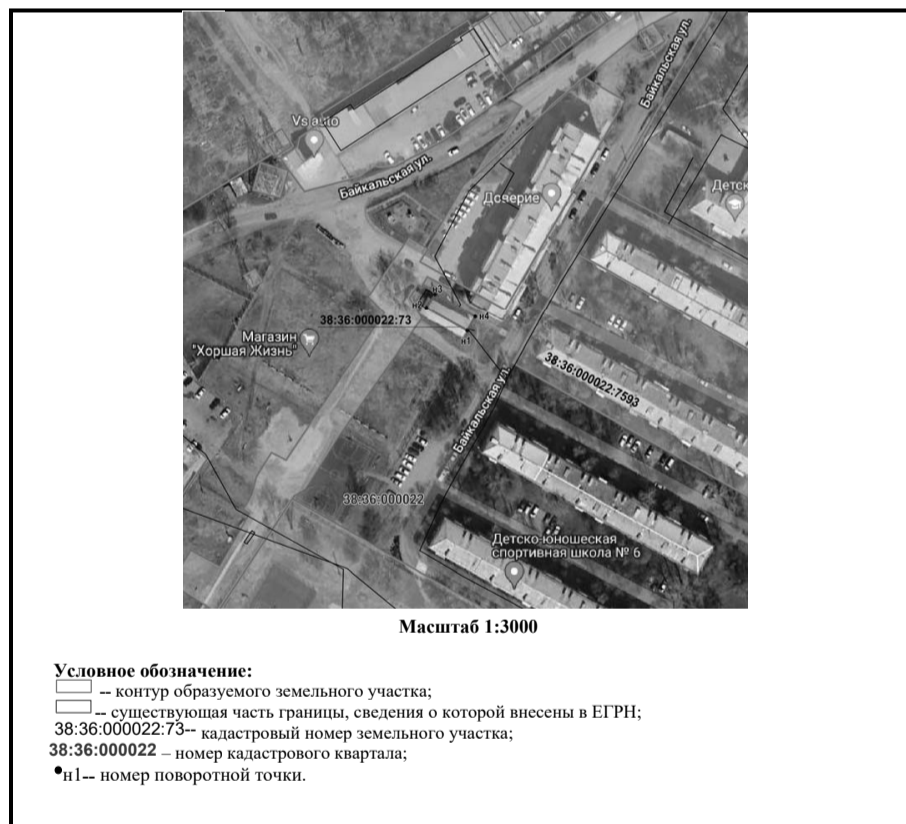 Байкальская ул.
Vs auto
Байкальская ул.
Доверие
Детск
н3
н2
н4
38:36:000022:73
н1
Магазин
"Хоршая Жизнь"
38:36:000022:7593
Байкальская ул.
38:36:000022
Детско-юношеская
спортивная школа № 6
Масштаб 1:3000
Условное обозначение:
-- контур образуемого земельного участка;
-- существующая часть границы, сведения о которой внесены в ЕГРН;
38:36:000022:73-- кадастровый номер земельного участка;
38:36:000022 – номер кадастрового квартала;
•н1-- номер поворотной точки.